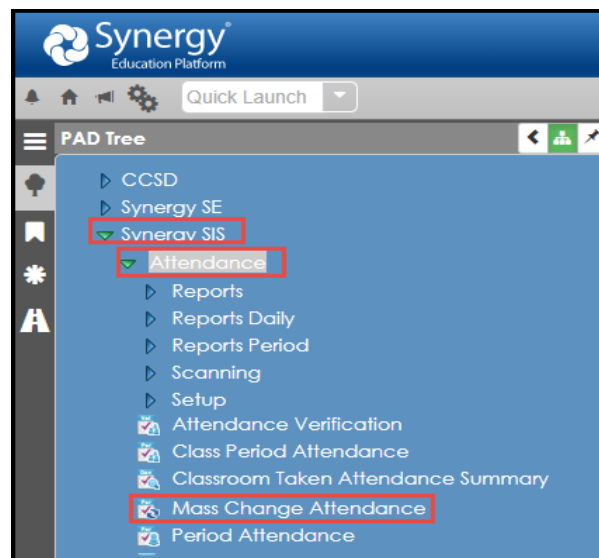 Synergy
Education Platform
Quick Launch
PAD Tree
CCSD
Synergy SE
Synergy SIS
Attendance
Reports
Reports Daily
Reports Period
Scanning
Setup
Attendance Verification
Class Period Attendance
Classroom Taken Attendance Summary
Mass Change Attendance
Period Attendance